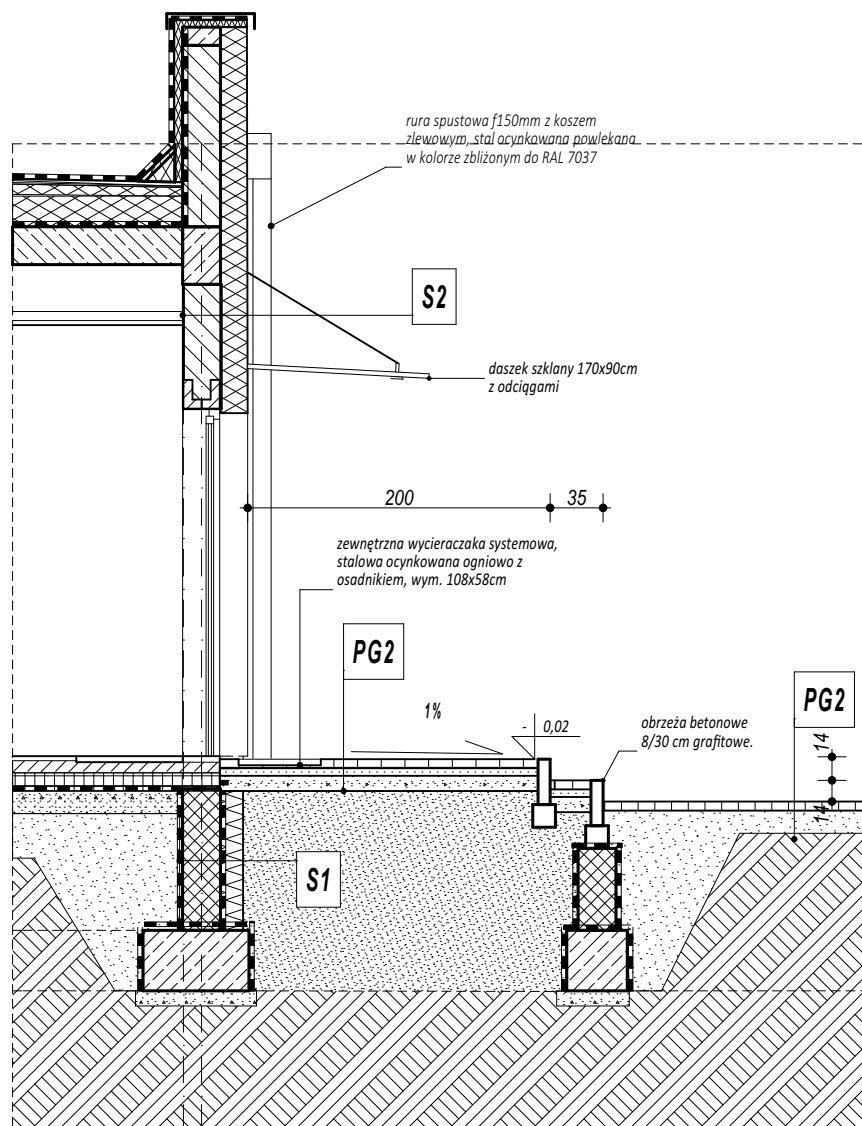 rura spustowa f150mm z koszem
zlewowym, stal ocynkowana powlekana
w kolorze zbliżonym do RAL 7037
S2
daszek szklany 170x90cm
z odciągami
200
35
zewnętrzna wycieraczaka systemowa,
stalowa ocynkowana ogniowo z
osadnikiem, wym. 108x58cm
PG2
PG2
1%
- 0,02
obrzeża betonowe
8/30 cm grafitowe.
14
14
S1